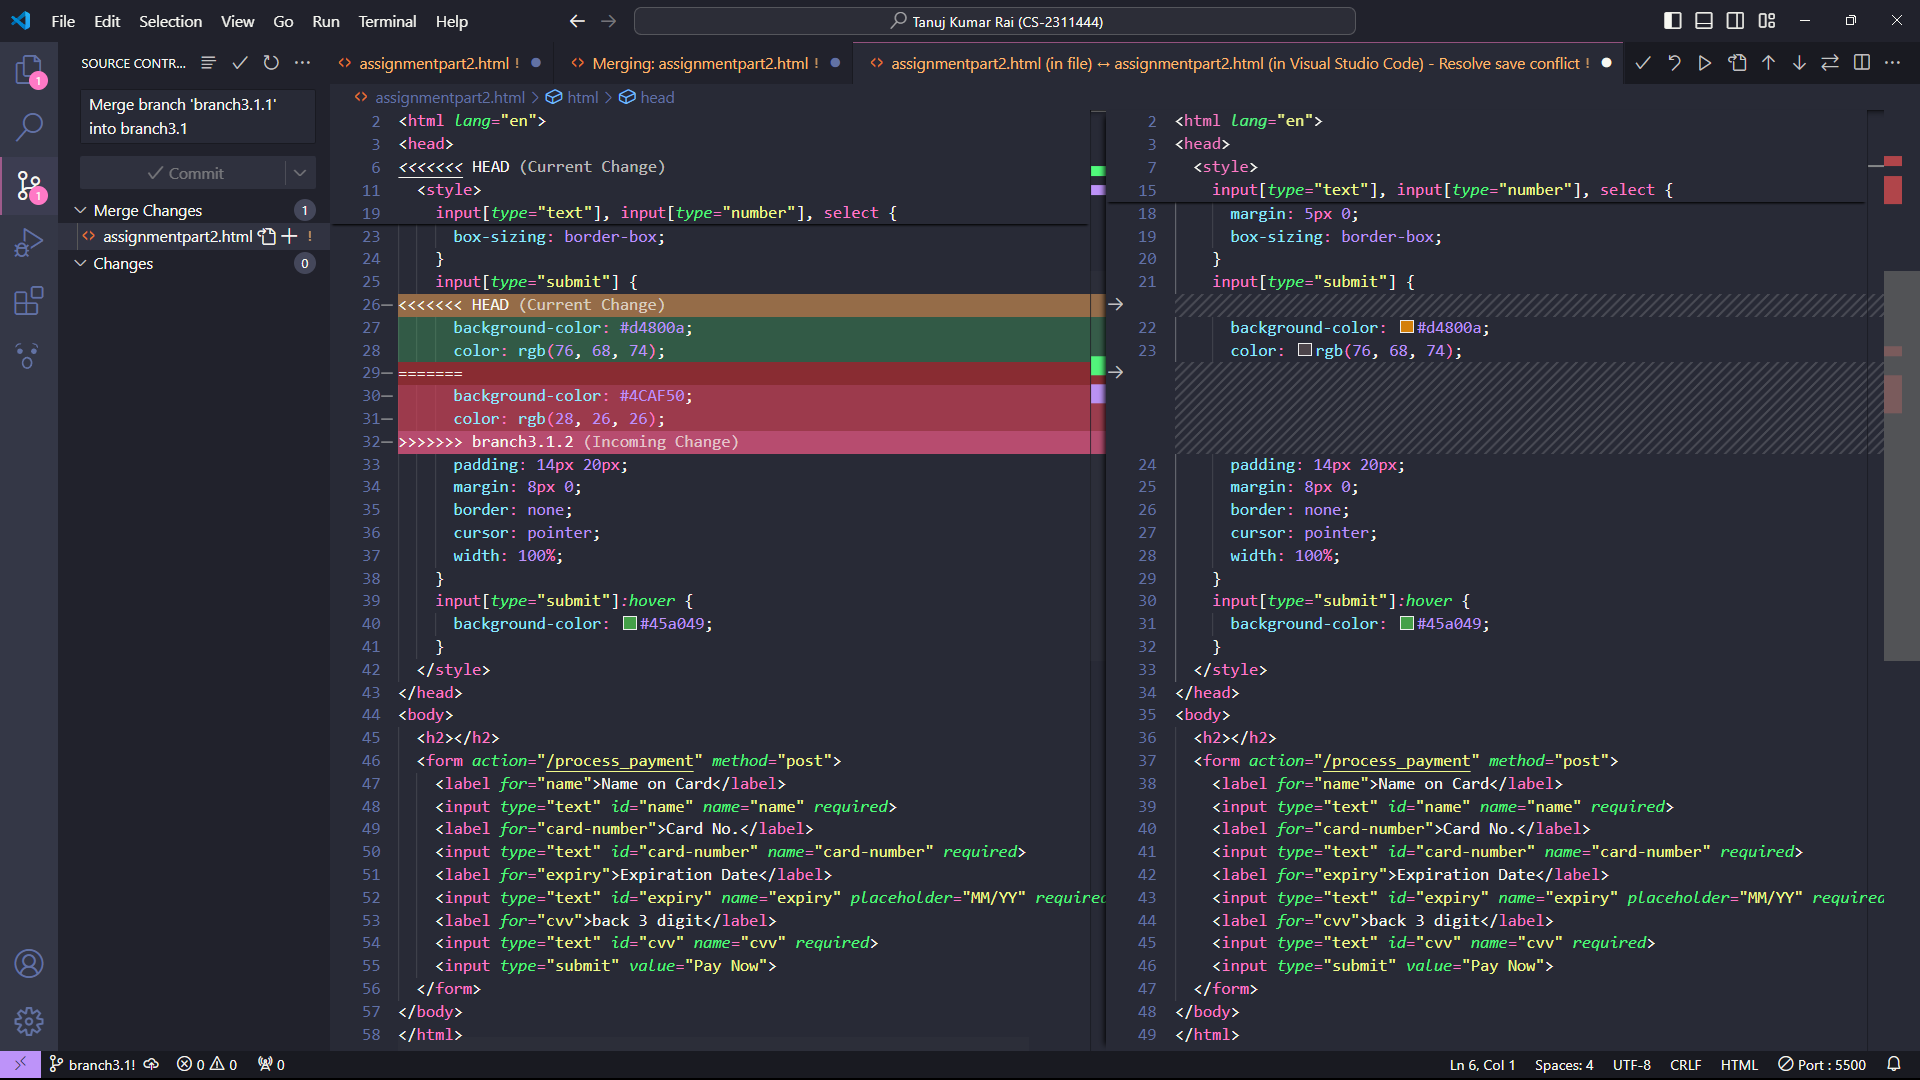 File Edit Selection View Go Run Terminal Help
Tanuj Kumar Rai (CS-2311444)
SOURCE CONTR...
assignmentpart2.html !
Merging: assignmentpart2.html !
assignmentpart2.html (in file) ↔ assignmentpart2.html (in Visual Studio Code) - Resolve save conflict !
1
Merge branch 'branch3.1.1'
into branch3.1
Commit
1
Merge Changes 1
assignmentpart2.html !
Changes 0
assignmentpart2.html > html > head
2 <html lang="en">
3 <head>
6 <<<<<<< HEAD (Current Change)
11 <style>
19 input[type="text"], input[type="number"], select {
23 box-sizing: border-box;
24 }
25 input[type="submit"] {
26 <<<<<<< HEAD (Current Change)
27 background-color: #d4800a;
28 color: rgb(76, 68, 74);
29 =======
30 background-color: #4CAF50;
31 color: rgb(28, 26, 26);
32 >>>>>>> branch3.1.2 (Incoming Change)
33 padding: 14px 20px;
34 margin: 8px 0;
35 border: none;
36 cursor: pointer;
37 width: 100%;
38 }
39 input[type="submit"]:hover {
40 background-color: #45a049;
41 }
42 </style>
43 </head>
44 <body>
45 <h2></h2>
46 <form action="/process_payment" method="post">
47 <label for="name">Name on Card</label>
48 <input type="text" id="name" name="name" required>
49 <label for="card-number">Card No.</label>
50 <input type="text" id="card-number" name="card-number" required>
51 <label for="expiry">Expiration Date</label>
52 <input type="text" id="expiry" name="expiry" placeholder="MM/YY" required
53 <label for="cvv">back 3 digit</label>
54 <input type="text" id="cvv" name="cvv" required>
55 <input type="submit" value="Pay Now">
56 </form>
57 </body>
58 </html>
2 <html lang="en">
3 <head>
7 <style>
15 input[type="text"], input[type="number"], select {
18 margin: 5px 0;
19 box-sizing: border-box;
20 }
21 input[type="submit"] {
22 background-color: #d4800a;
23 color: rgb(76, 68, 74);
24 padding: 14px 20px;
25 margin: 8px 0;
26 border: none;
27 cursor: pointer;
28 width: 100%;
29 }
30 input[type="submit"]:hover {
31 background-color: #45a049;
32 }
33 </style>
34 </head>
35 <body>
36 <h2></h2>
37 <form action="/process_payment" method="post">
38 <label for="name">Name on Card</label>
39 <input type="text" id="name" name="name" required>
40 <label for="card-number">Card No.</label>
41 <input type="text" id="card-number" name="card-number" required>
42 <label for="expiry">Expiration Date</label>
43 <input type="text" id="expiry" name="expiry" placeholder="MM/YY" required
44 <label for="cvv">back 3 digit</label>
45 <input type="text" id="cvv" name="cvv" required>
46 <input type="submit" value="Pay Now">
47 </form>
48 </body>
49 </html>
branch3.1! 0 0 0
Ln 6, Col 1 Spaces: 4 UTF-8 CRLF HTML Port : 5500